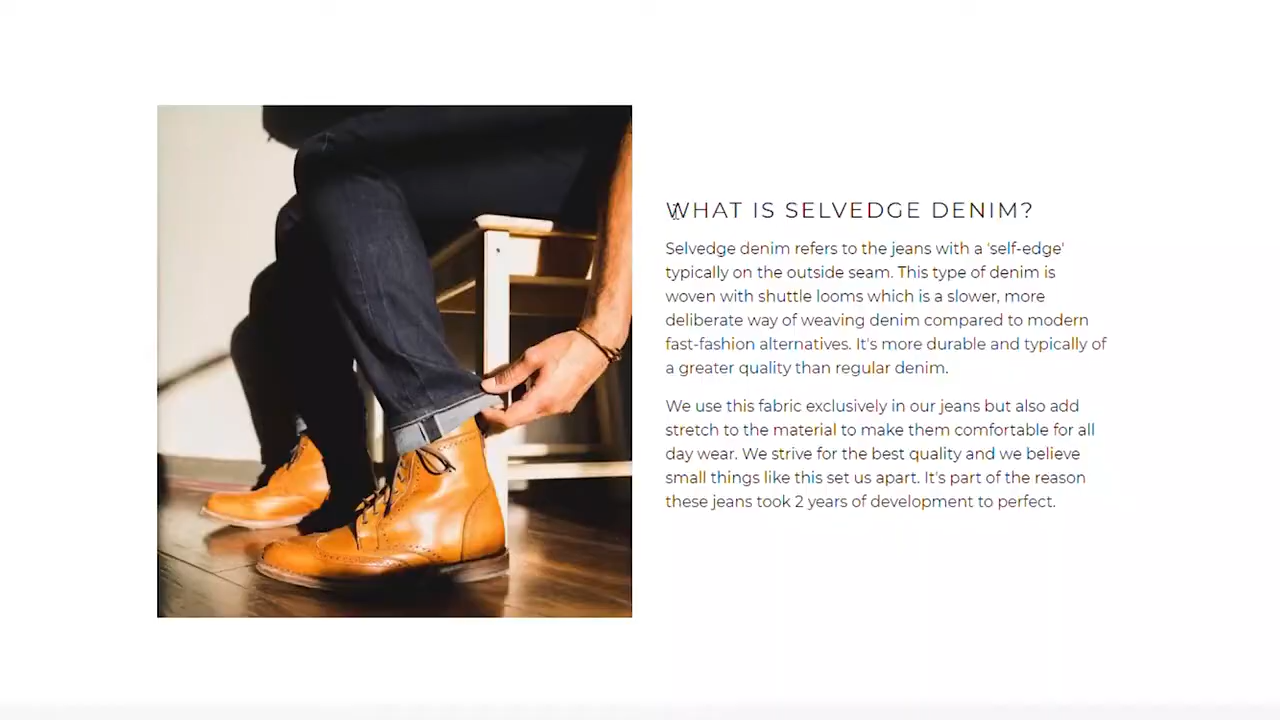 WHAT IS SELVEDGE DENIM?
Selvedge denim refers to the jeans with a 'self-edge'
typically on the outside seam. This type of denim is
woven with shuttle looms which is a slower, more
deliberate way of weaving denim compared to modern
fast-fashion alternatives. It's more durable and typically of
a greater quality than regular denim.
We use this fabric exclusively in our jeans but also add
stretch to the material to make them comfortable for all
day wear. We strive for the best quality and we believe
small things like this set us apart. It's part of the reason
these jeans took 2 years of development to perfect.